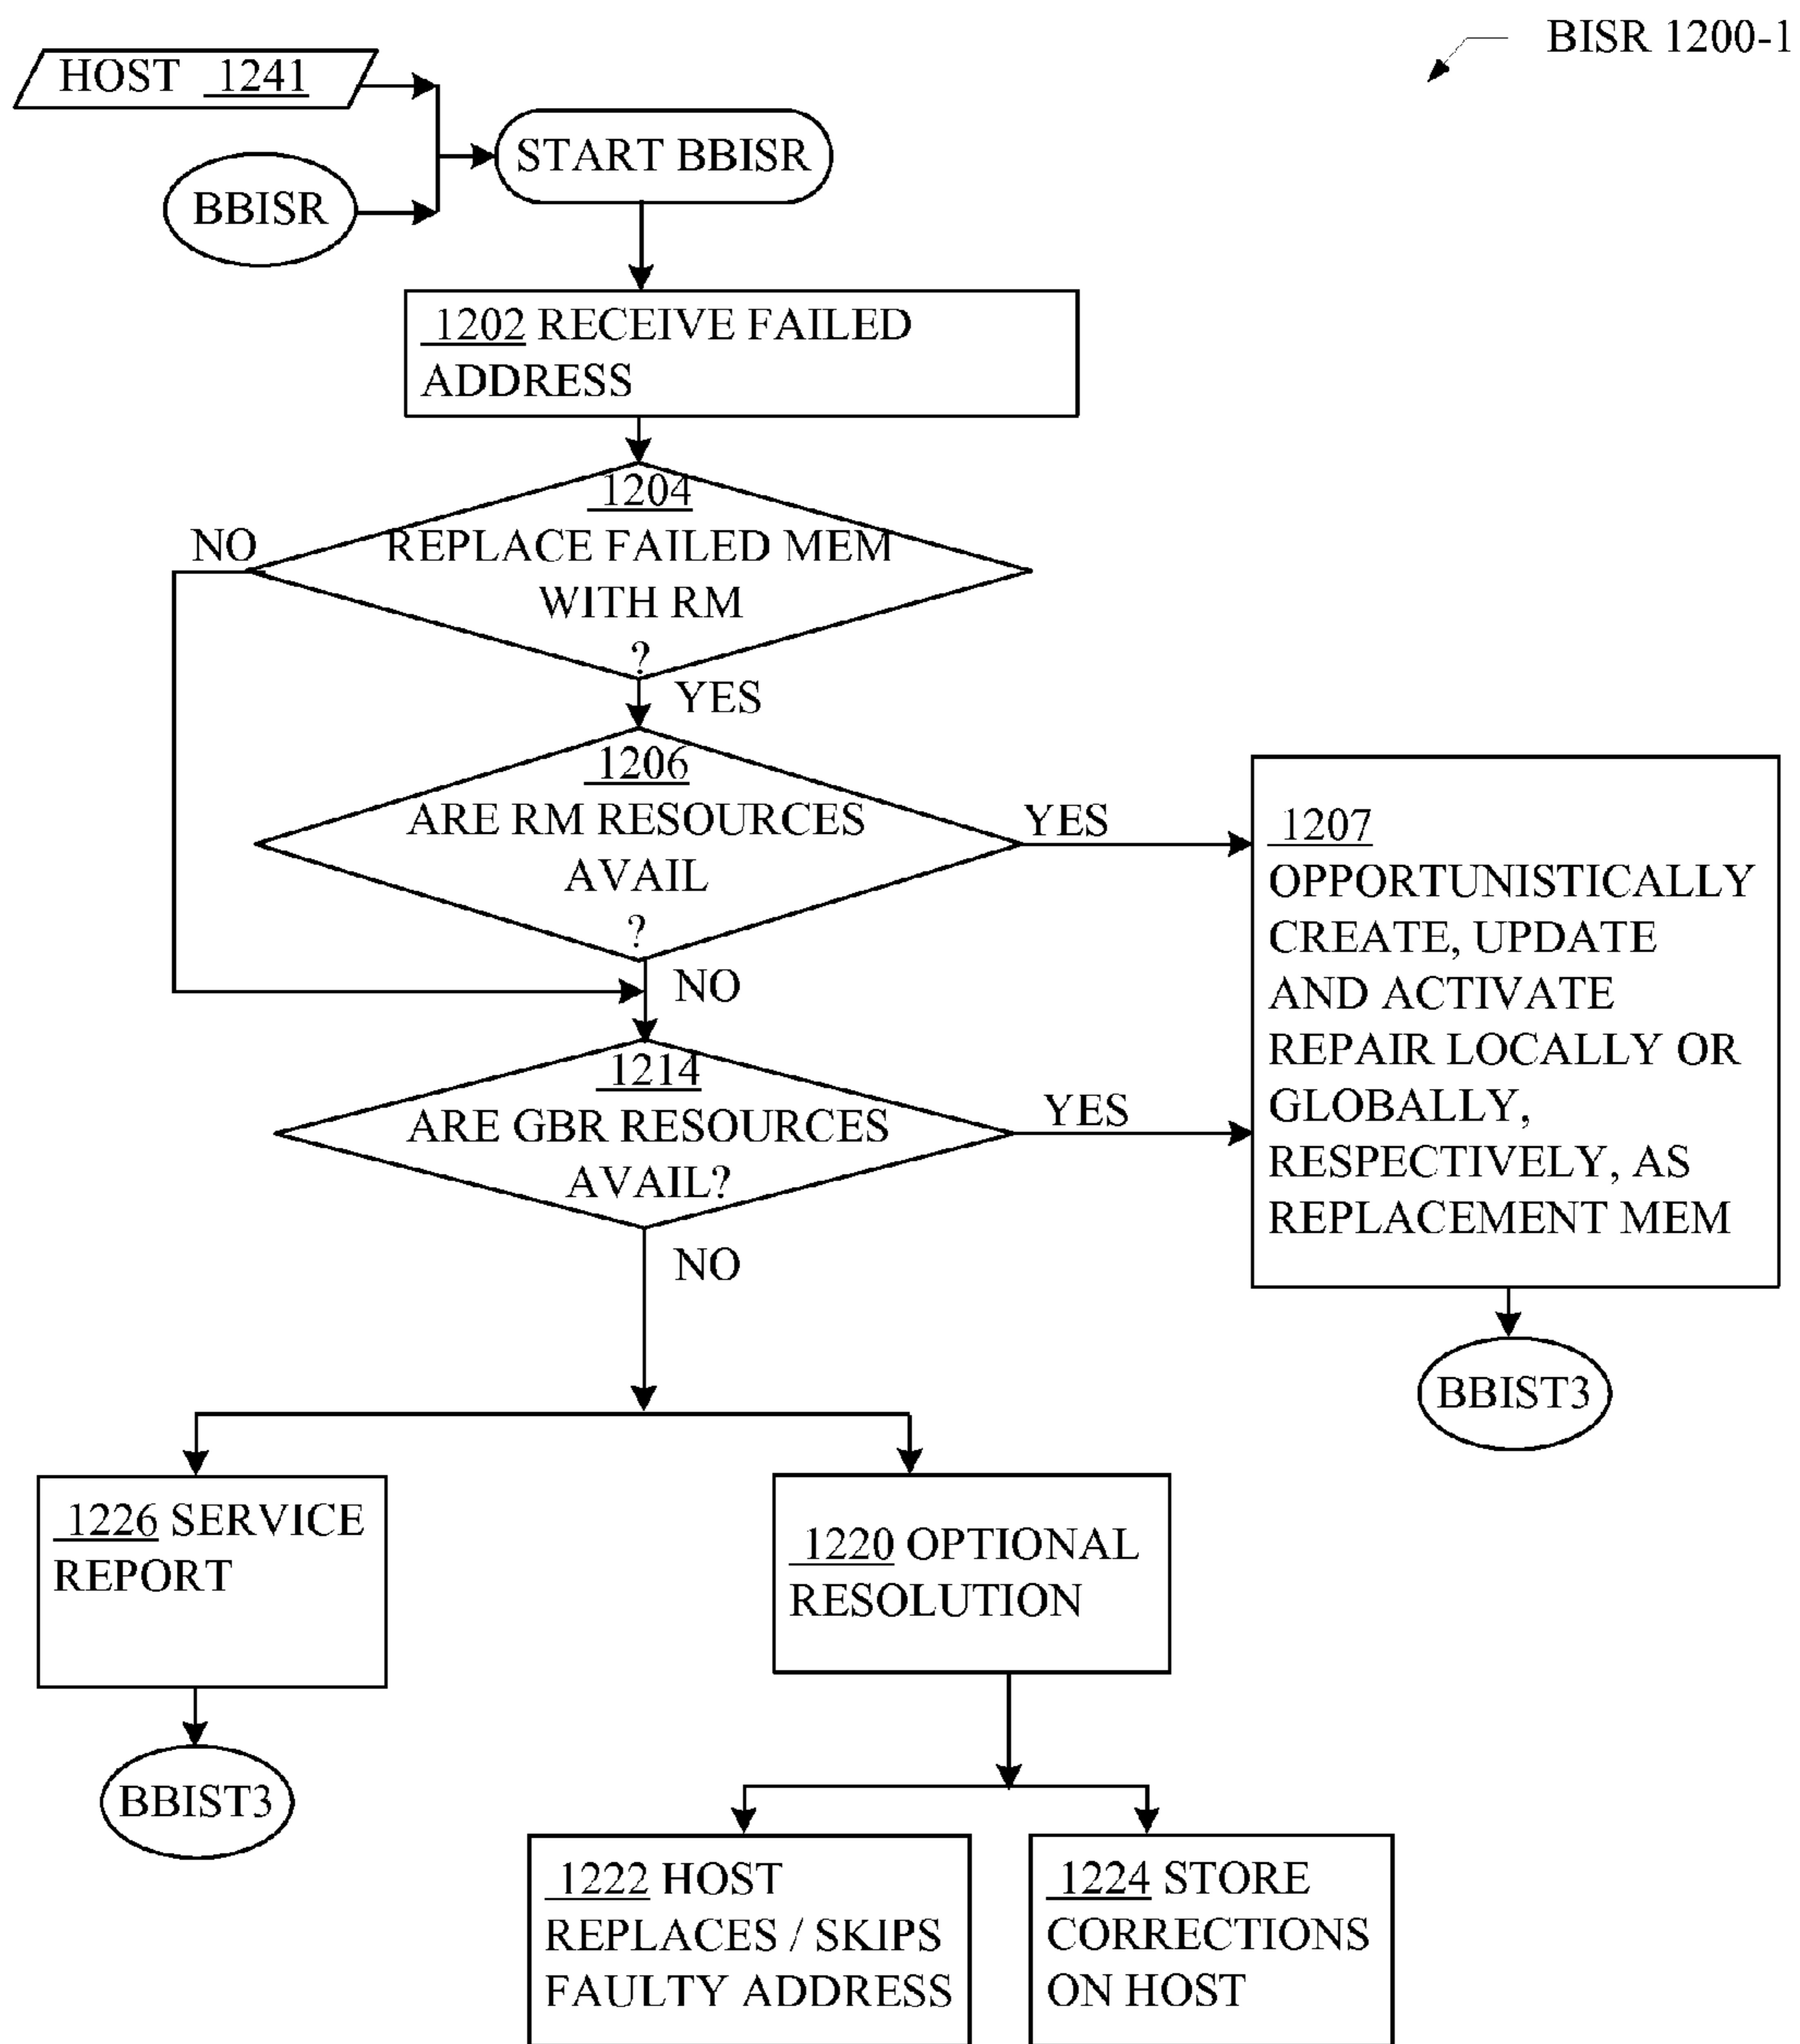 BISR 1200-1
HOST 1241
START BBISR
BBISR
1202 RECEIVE FAILED
ADDRESS
1204
NO
REPLACE FAILED MEM
WITH RM
?
YES
1206
ARE RM RESOURCES
AVAIL
?
YES
NO
1207
OPPORTUNISTICALLY
CREATE, UPDATE
AND ACTIVATE
REPAIR LOCALLY OR
GLOBALLY,
RESPECTIVELY, AS
REPLACEMENT MEM
1214
ARE GBR RESOURCES
AVAIL?
YES
NO
BBIST3
1226 SERVICE
REPORT
1220 OPTIONAL
RESOLUTION
BBIST3
1222 HOST
REPLACES / SKIPS
FAULTY ADDRESS
1224 STORE
CORRECTIONS
ON HOST